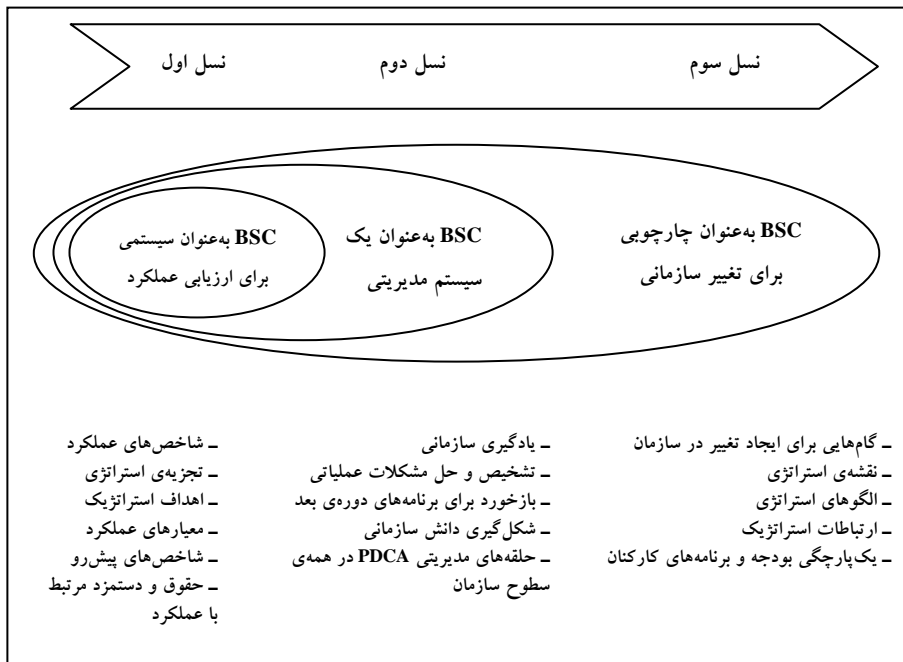 نسل اول
نسل دوم
نسل سوم
BSC به‌عنوان سیستمی
برای ارزیابی عملکرد
BSC به‌عنوان یک
سیستم مدیریتی
BSC به‌عنوان چارچوبی
برای تغییر سازمانی
ـ شاخص‌های عملکرد
ـ تجزیه‌ی استراتژی
ـ اهداف استراتژیک
ـ معیارهای عملکرد
ـ شاخص‌های پیش‌رو
ـ حقوق و دستمزد مرتبط
با عملکرد
ـ یادگیری سازمانی
ـ تشخیص و حل مشکلات عملیاتی
ـ بازخورد برای برنامه‌های دوره‌ی بعد
ـ شکل‌گیری دانش سازمانی
ـ حلقه‌های مدیریتی PDCA در همه‌ی
سطوح سازمان
ـ گام‌هایی برای ایجاد تغییر در سازمان
ـ نقشه‌ی استراتژی
ـ الگوهای استراتژی
ـ ارتباطات استراتژیک
ـ یک‌پارچگی بودجه و برنامه‌های کارکنان